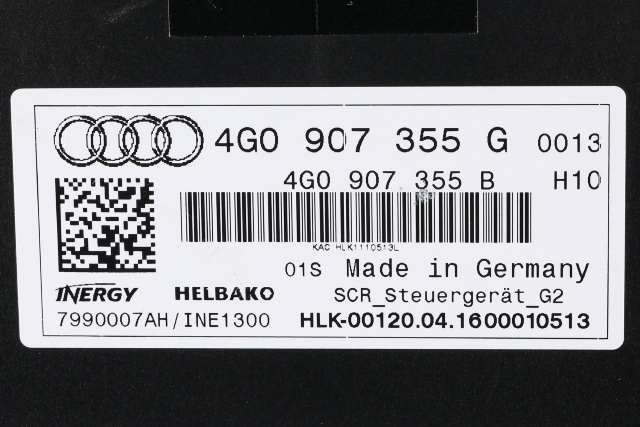 4G0 907 355 G 0013
4G0 907 355 B H10
KAC HLK1110513L
01S Made in Germany
INERGY HELBAKO SCR_Steuergerät_G2
7990007AH/INE1300 HLK-00120.04.1600010513